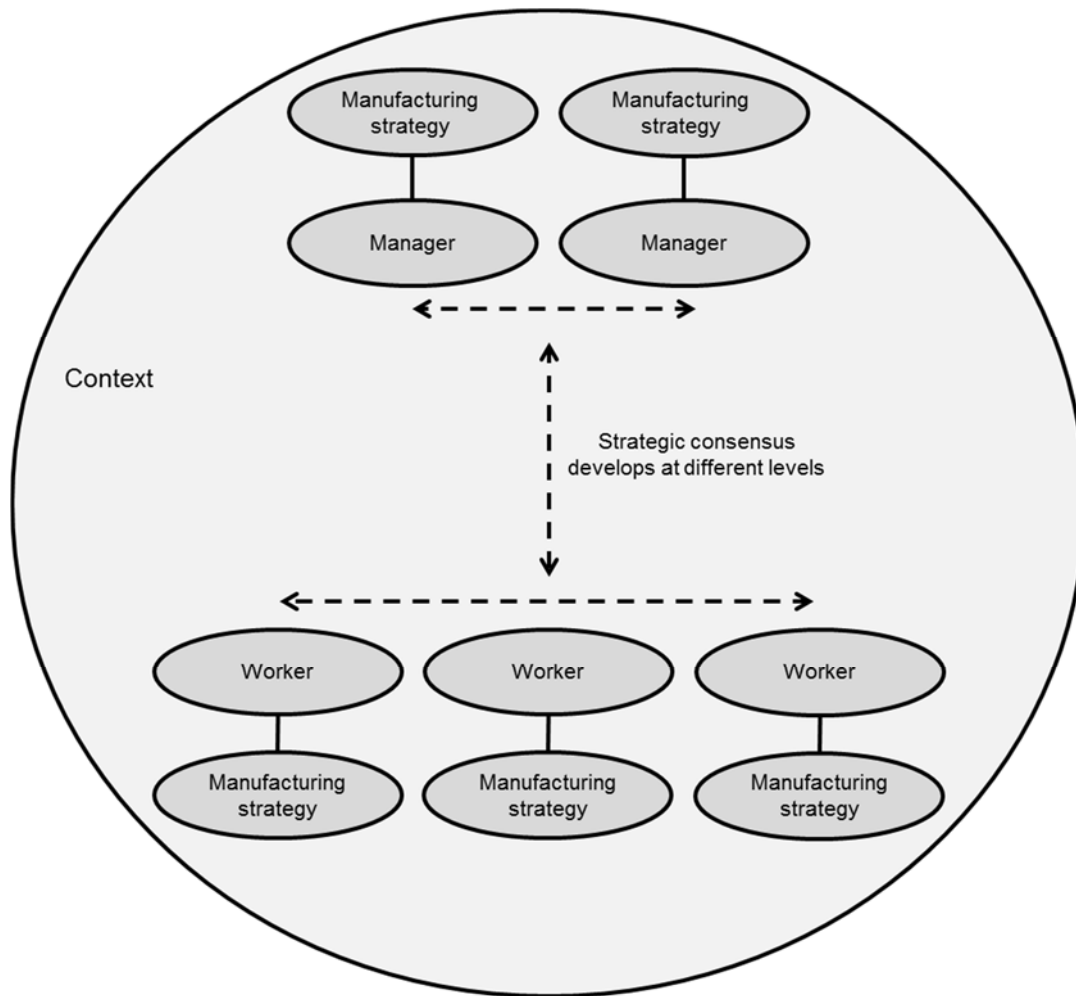 Manufacturing
strategy
Manufacturing
strategy
Manager
Manager
Context
Strategic consensus
develops at different levels
Worker
Worker
Worker
Manufacturing
strategy
Manufacturing
strategy
Manufacturing
strategy